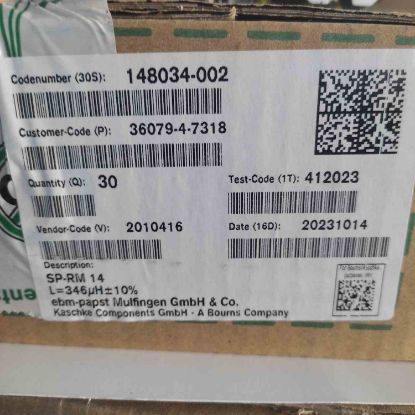 Codenumber (30S): 148034-002
Customer-Code (P): 36079-4-7318
Quantity (Q): 30
Test-Code (1T): 412023
Vendor-Code (V): 2010416
Date (16D): 20231014
Description:
SP-RM 14
L=346µH±10%
ebm-papst Mulfingen GmbH & Co.
Kaschke Components GmbH · A Bourns Company